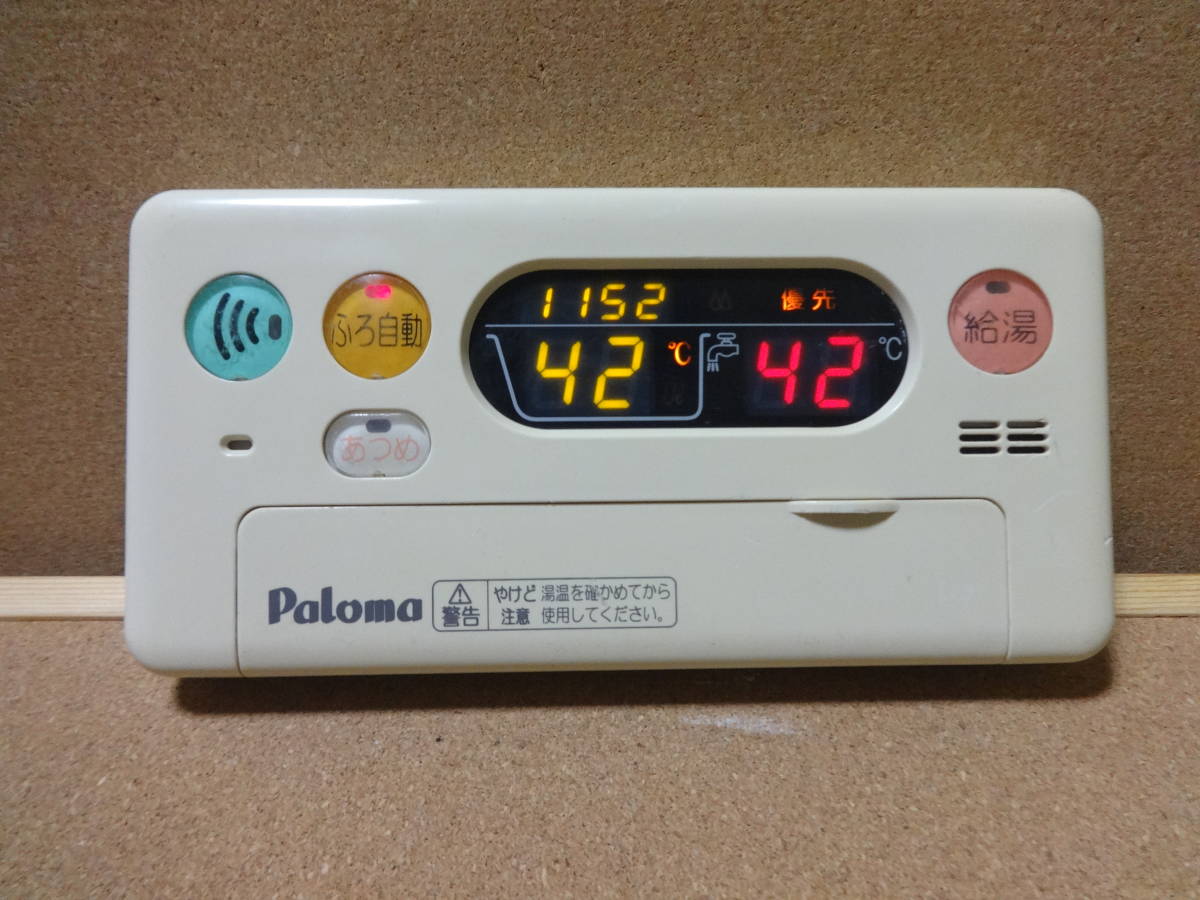 1152 優先
ふろ自動
給湯
42 ℃ 42 ℃
あつめ
Paloma
警告
やけど 湯温を確かめてから
注意 使用してください。